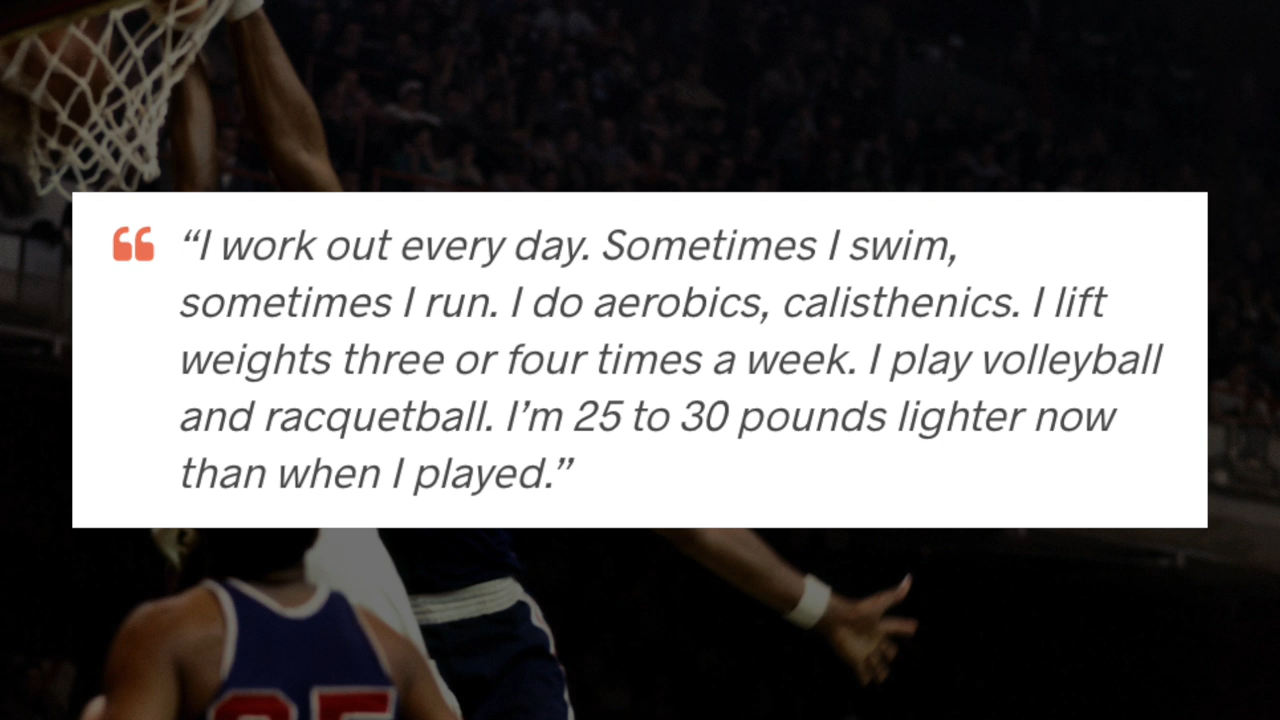 “I work out every day. Sometimes I swim,
sometimes I run. I do aerobics, calisthenics. I lift
weights three or four times a week. I play volleyball
and racquetball. I’m 25 to 30 pounds lighter now
than when I played.”